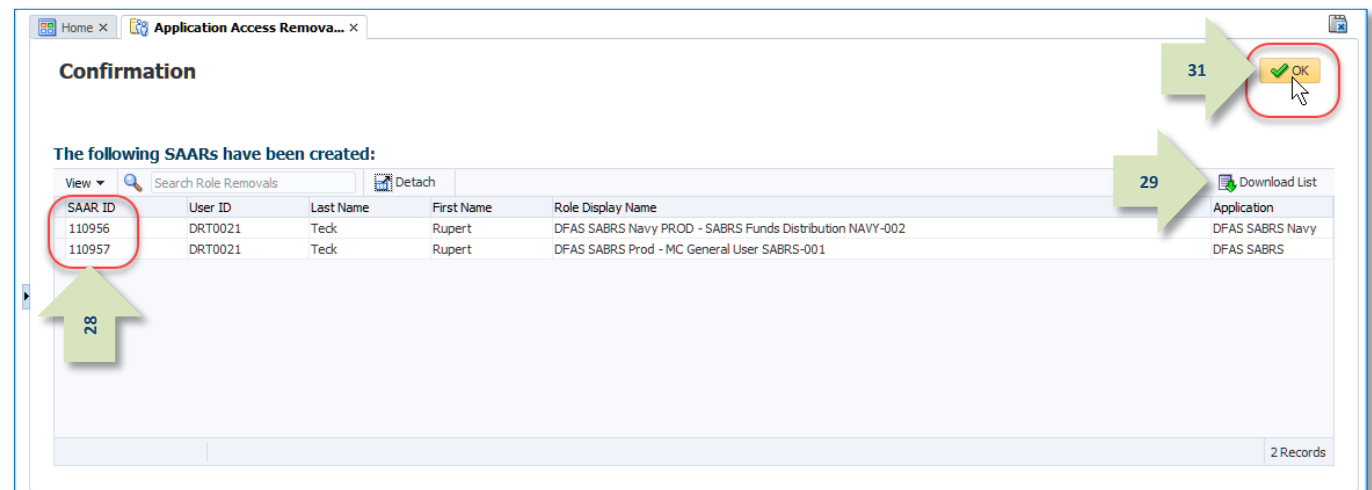 Home × Application Access Remova... ×
Confirmation
31
OK
The following SAARs have been created:
View Search Role Removals Detach
29
Download List
SAAR ID User ID Last Name First Name Role Display Name Application
110956 DRT0021 Teck Rupert DFAS SABRS Navy PROD - SABRS Funds Distribution NAVY-002 DFAS SABRS Navy
110957 DRT0021 Teck Rupert DFAS SABRS Prod - MC General User SABRS-001 DFAS SABRS
28
2 Records